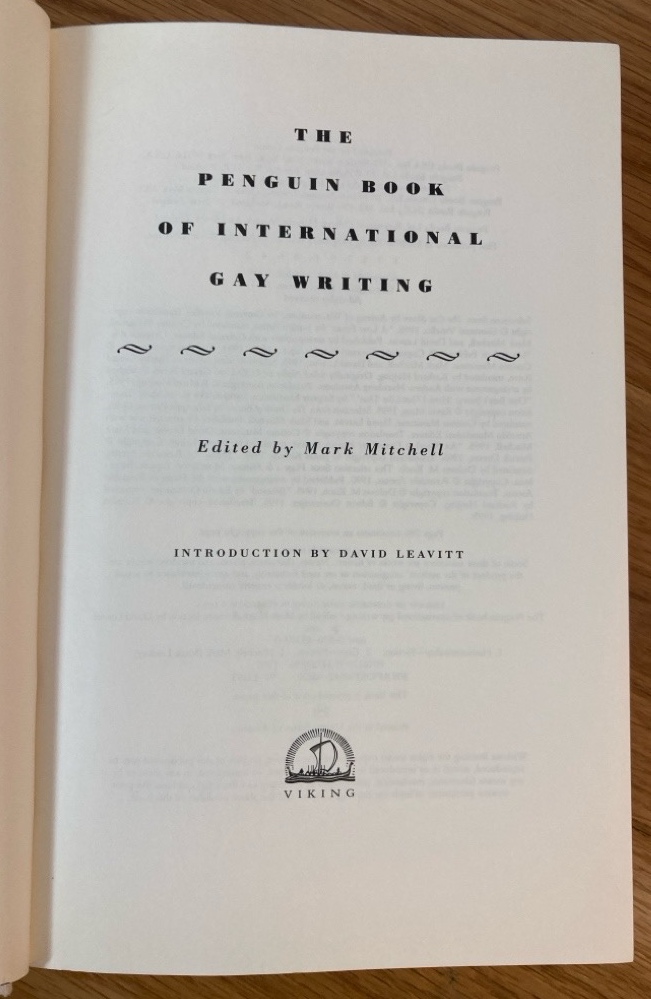 THE
PENGUIN BOOK
OF INTERNATIONAL
GAY WRITING
Edited by Mark Mitchell
INTRODUCTION BY DAVID LEAVITT
VIKING